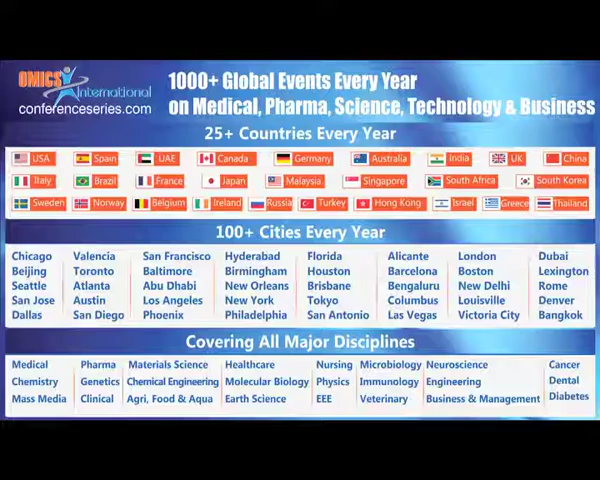 OMICS International
conferenceseries.com
1000+ Global Events Every Year
on Medical, Pharma, Science, Technology & Business
25+ Countries Every Year
USA Spain UAE Canada Germany Australia India UK China
Italy Brazil France Japan Malaysia Singapore South Africa South Korea
Sweden Norway Belgium Ireland Russia Turkey Hong Kong Israel Greece Thailand
100+ Cities Every Year
Chicago Valencia San Francisco Hyderabad Florida Alicante London Dubai
Beijing Toronto Baltimore Birmingham Houston Barcelona Boston Lexington
Seattle Atlanta Abu Dhabi New Orleans Brisbane Bengaluru New Delhi Rome
San Jose Austin Los Angeles New York Tokyo Columbus Louisville Denver
Dallas San Diego Phoenix Philadelphia San Antonio Las Vegas Victoria City Bangkok
Covering All Major Disciplines
Medical Pharma Materials Science Healthcare Nursing Microbiology Neuroscience Cancer
Chemistry Genetics Chemical Engineering Molecular Biology Physics Immunology Engineering Dental
Mass Media Clinical Agri, Food & Aqua Earth Science EEE Veterinary Business & Management Diabetes